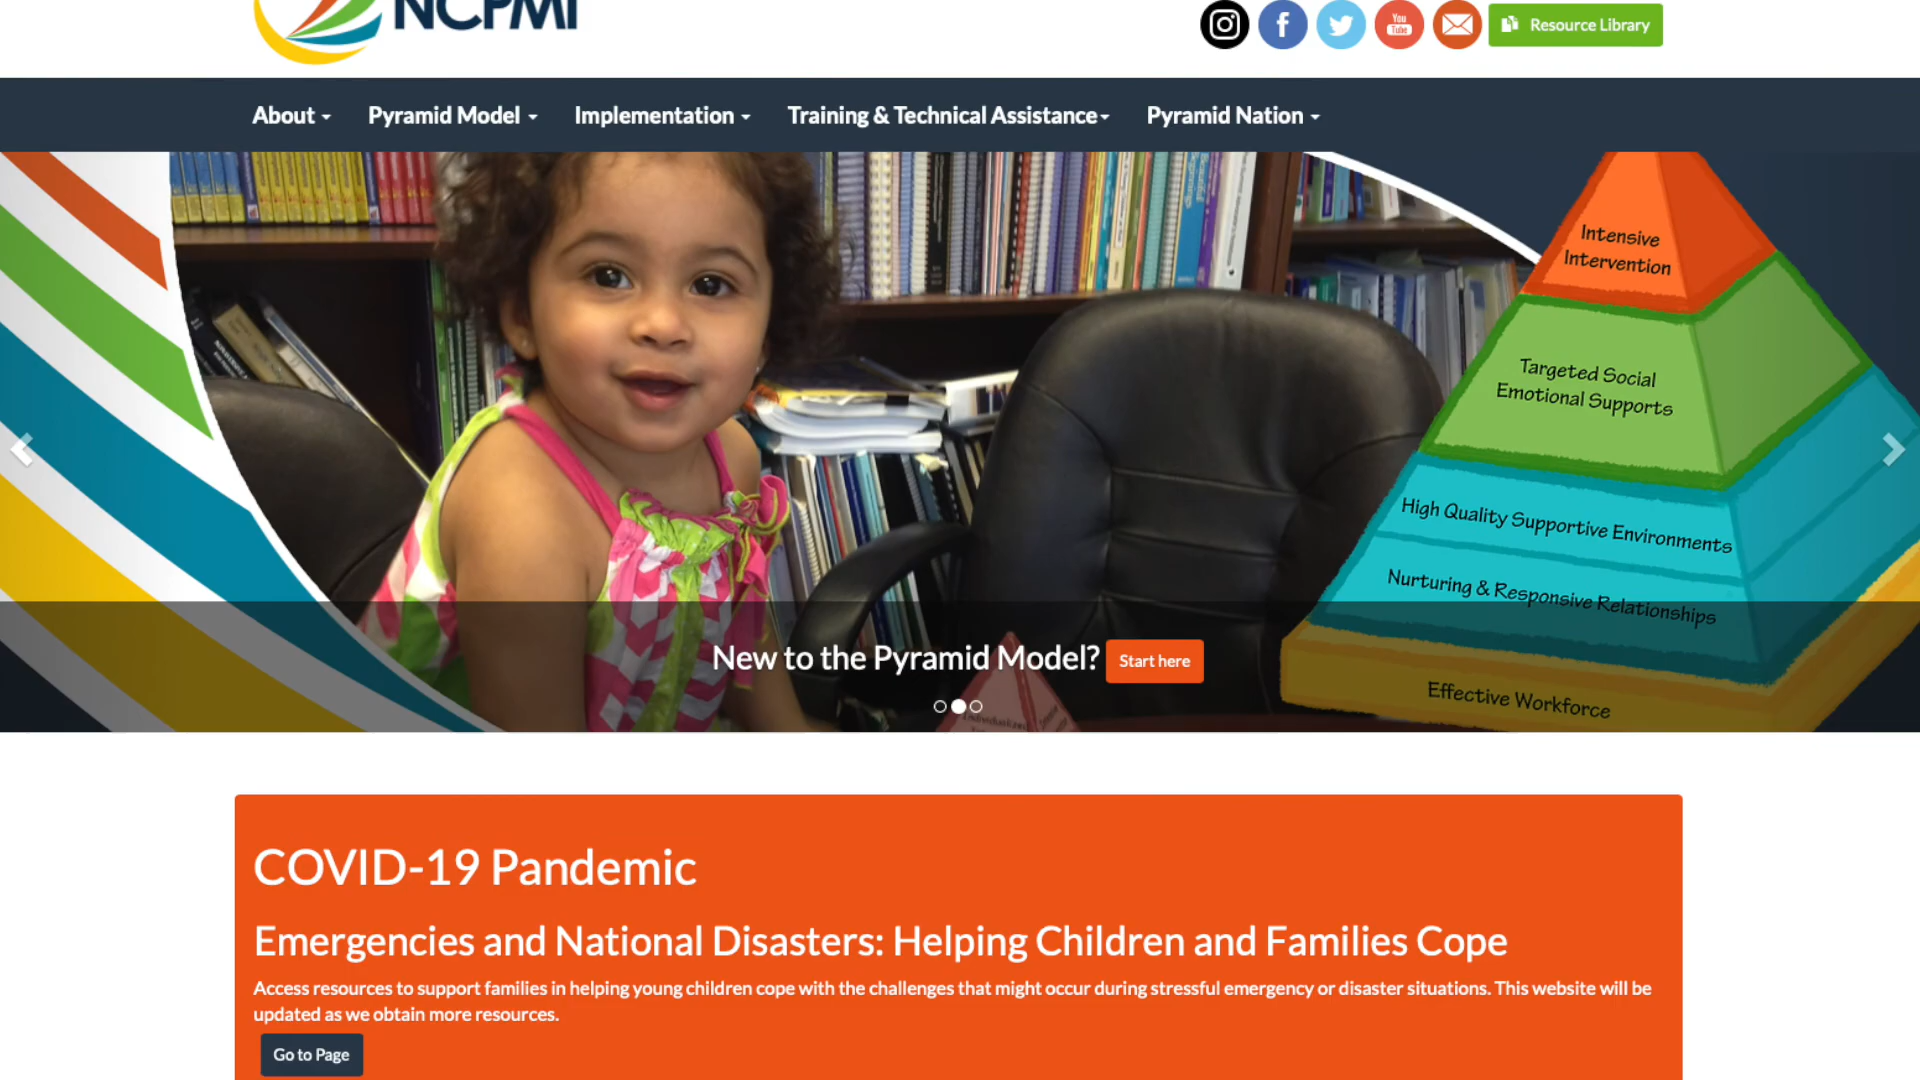 NCPMI
You
Tube
Resource Library
About
Pyramid Model
Implementation
Training & Technical Assistance
Pyramid Nation
Intensive
Intervention
Targeted Social
Emotional Supports
High Quality Supportive Environments
Nurturing & Responsive Relationships
Effective Workforce
New to the Pyramid Model?
Start here
COVID-19 Pandemic
Emergencies and National Disasters: Helping Children and Families Cope
Access resources to support families in helping young children cope with the challenges that might occur during stressful emergency or disaster situations. This website will be
updated as we obtain more resources.
Go to Page